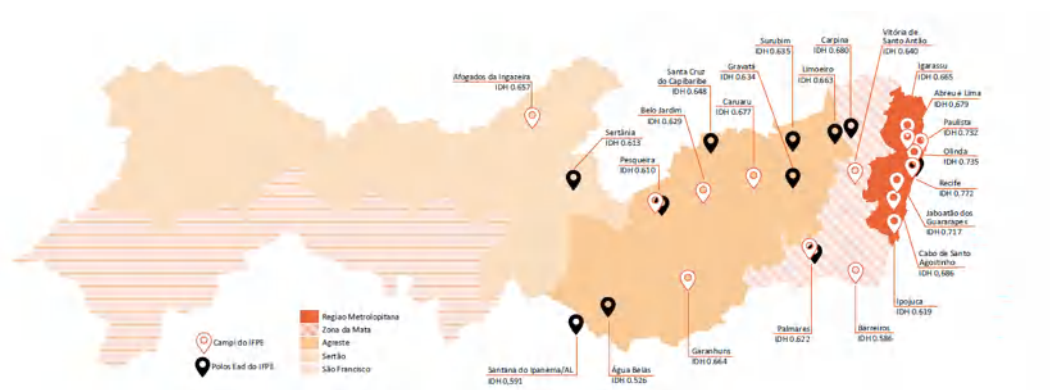 Vitória de
Santo Antão
IDH 0.640
Surubim
IDH 0.635
Carpina
IDH 0.680
Igarassu
IDH 0.665
Afogados da Ingazeira
IDH 0.657
Santa Cruz
do Capibaribe
IDH 0.648
Gravatá
IDH 0.634
Limoeiro
IDH 0.663
Abreu e Lima
IDH 0,679
Belo Jardim
IDH 0.629
Caruaru
IDH 0.677
Paulista
IDH 0.732
Sertânia
IDH 0.613
Olinda
IDH 0.735
Pesqueira
IDH 0.610
Recife
IDH 0.772
Jaboatão dos
Guararapes
IDH 0.717
Cabo de Santo
Agostinho
IDH 0,686
Ipojuca
IDH 0.619
Regiao Metrolopitana
Zona da Mata
Agreste
Sertão
São Francisco
Campi do IFPE
Polos Ead do IFPE
Palmares
IDH 0.622
Barreiros
IDH 0.586
Garanhuns
IDH 0.664
Santana do Ipanema/AL
IDH 0,591
Água Belas
IDH 0.526